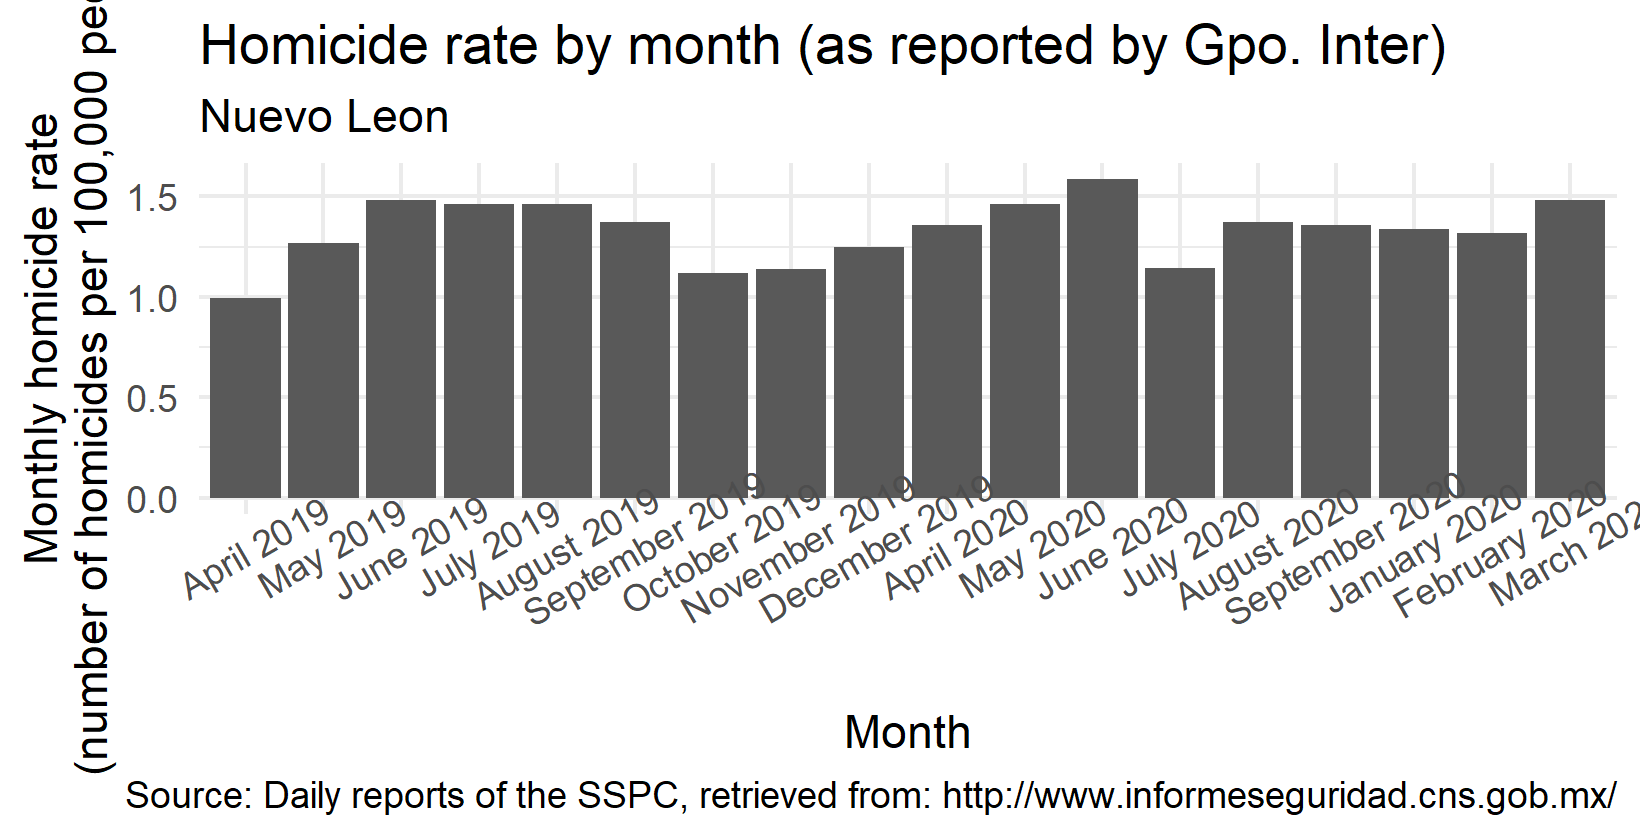 Homicide rate by month (as reported by Gpo. Inter)
Nuevo Leon
Monthly homicide rate
(number of homicides per 100,000
1.5
1.0
0.5
0.0
April 2019
May 2019
June 2019
July 2019
August 2019
September 2019
October 2019
November 2019
December 2019
April 2020
May 2020
June 2020
July 2020
August 2020
September 2020
January 2020
February 2020
March 202
Month
Source: Daily reports of the SSPC, retrieved from: http://www.informeseguridad.cns.gob.mx/